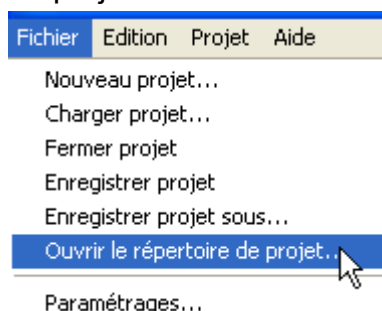 Fichier Edition Projet Aide
Nouveau projet...
Charger projet...
Fermer projet
Enregistrer projet
Enregistrer projet sous...
Ouvrir le répertoire de projet...
Paramétrages...